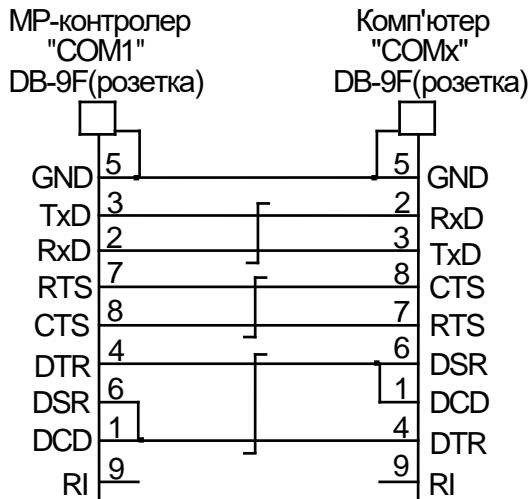 МР-контролер
"COM1"
DB-9F(розетка)
Комп'ютер
"COMx"
DB-9F(розетка)
GND 5 5 GND
TxD 3 2 RxD
RxD 2 3 TxD
RTS 7 8 CTS
CTS 8 7 RTS
DTR 4 6 DSR
DSR 6 1 DCD
DCD 1 4 DTR
RI 9 9 RI